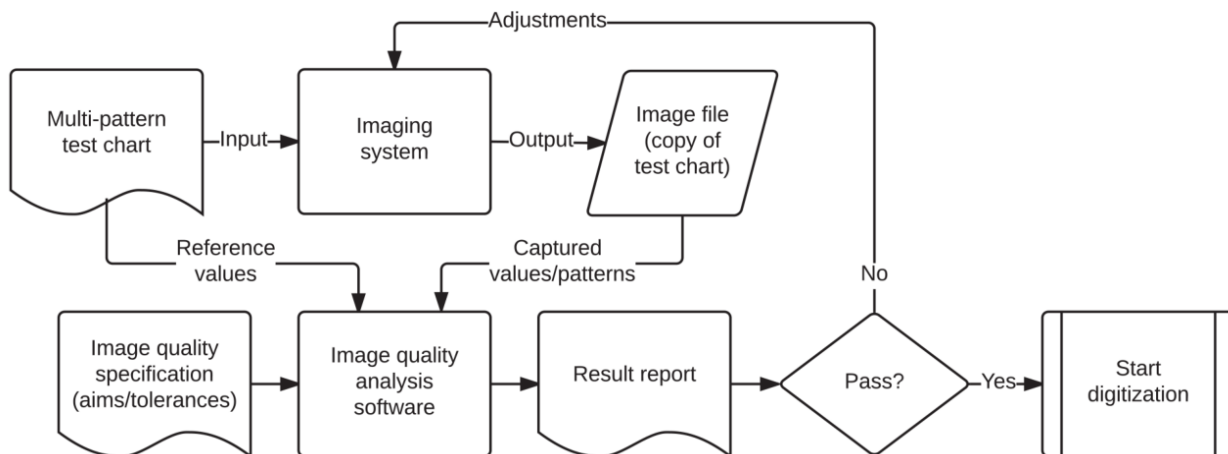 Adjustments
Multi-pattern
test chart
Input
Imaging
system
Output
Image file
(copy of
test chart)
Reference
values
Captured
values/patterns
No
Image quality
specification
(aims/tolerances)
Image quality
analysis
software
Result report
Pass?
Yes
Start
digitization